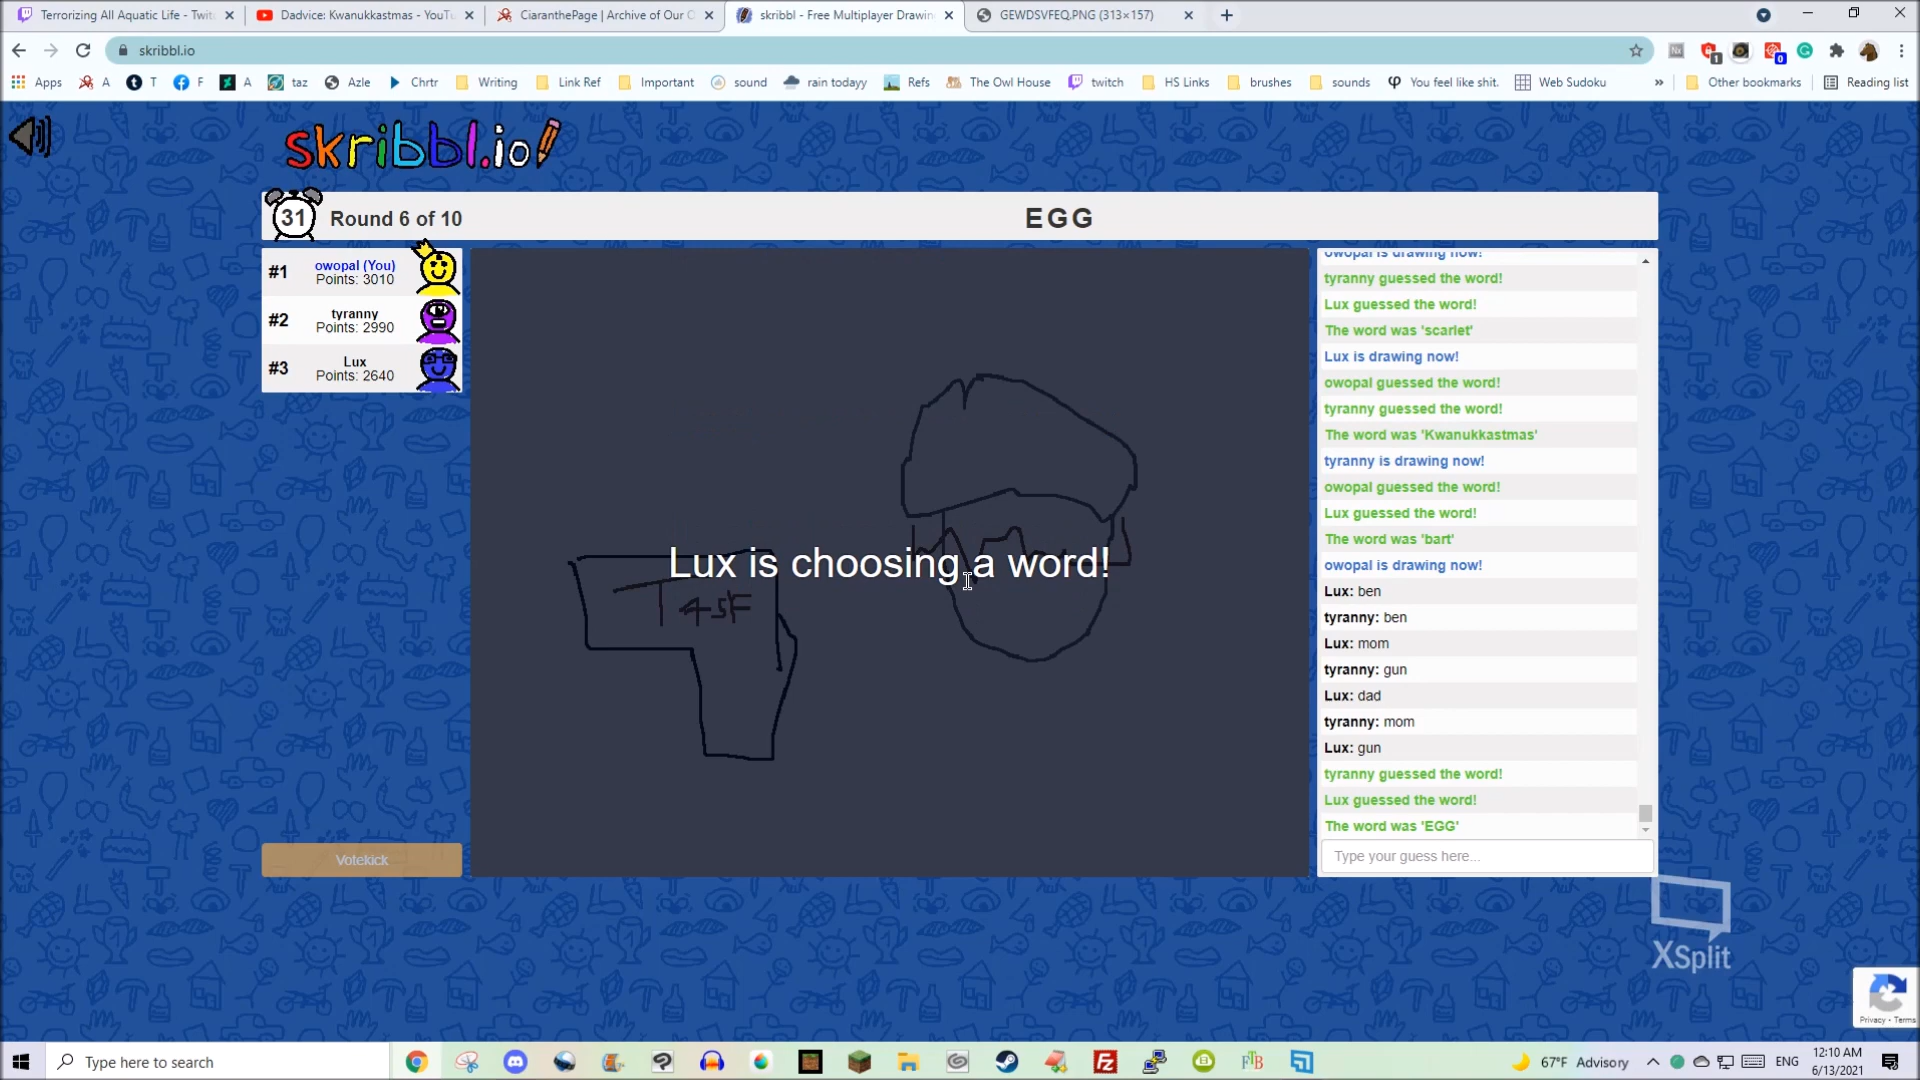 Terrorizing All Aquatic Life - Twit
Dadvice: Kwanukkastmas - YouTu
CiaranthePage | Archive of Our O
skribbl - Free Multiplayer Drawin
GEWDSVFEQ.PNG (313×157)
skribbl.io
Apps
A
T
F
A
taz
Azle
Chrtr
Writing
Link Ref
Important
sound
rain todayy
Refs
The Owl House
twitch
HS Links
brushes
sounds
You feel like shit.
Web Sudoku
»
Other bookmarks
Reading list
skribbl.io
31
Round 6 of 10
EGG
#1
owopal (You)
Points: 3010
#2
tyranny
Points: 2990
#3
Lux
Points: 2640
Votekick
Lux is choosing a word!
owopal is drawing now!
tyranny guessed the word!
Lux guessed the word!
The word was 'scarlet'
Lux is drawing now!
owopal guessed the word!
tyranny guessed the word!
The word was 'Kwanukkastmas'
tyranny is drawing now!
owopal guessed the word!
Lux guessed the word!
The word was 'bart'
owopal is drawing now!
Lux: ben
tyranny: ben
Lux: mom
tyranny: gun
Lux: dad
tyranny: mom
Lux: gun
tyranny guessed the word!
Lux guessed the word!
The word was 'EGG'
Type your guess here...
XSplit
Privacy - Terms
Type here to search
67°F Advisory
ENG
12:10 AM
6/13/2021